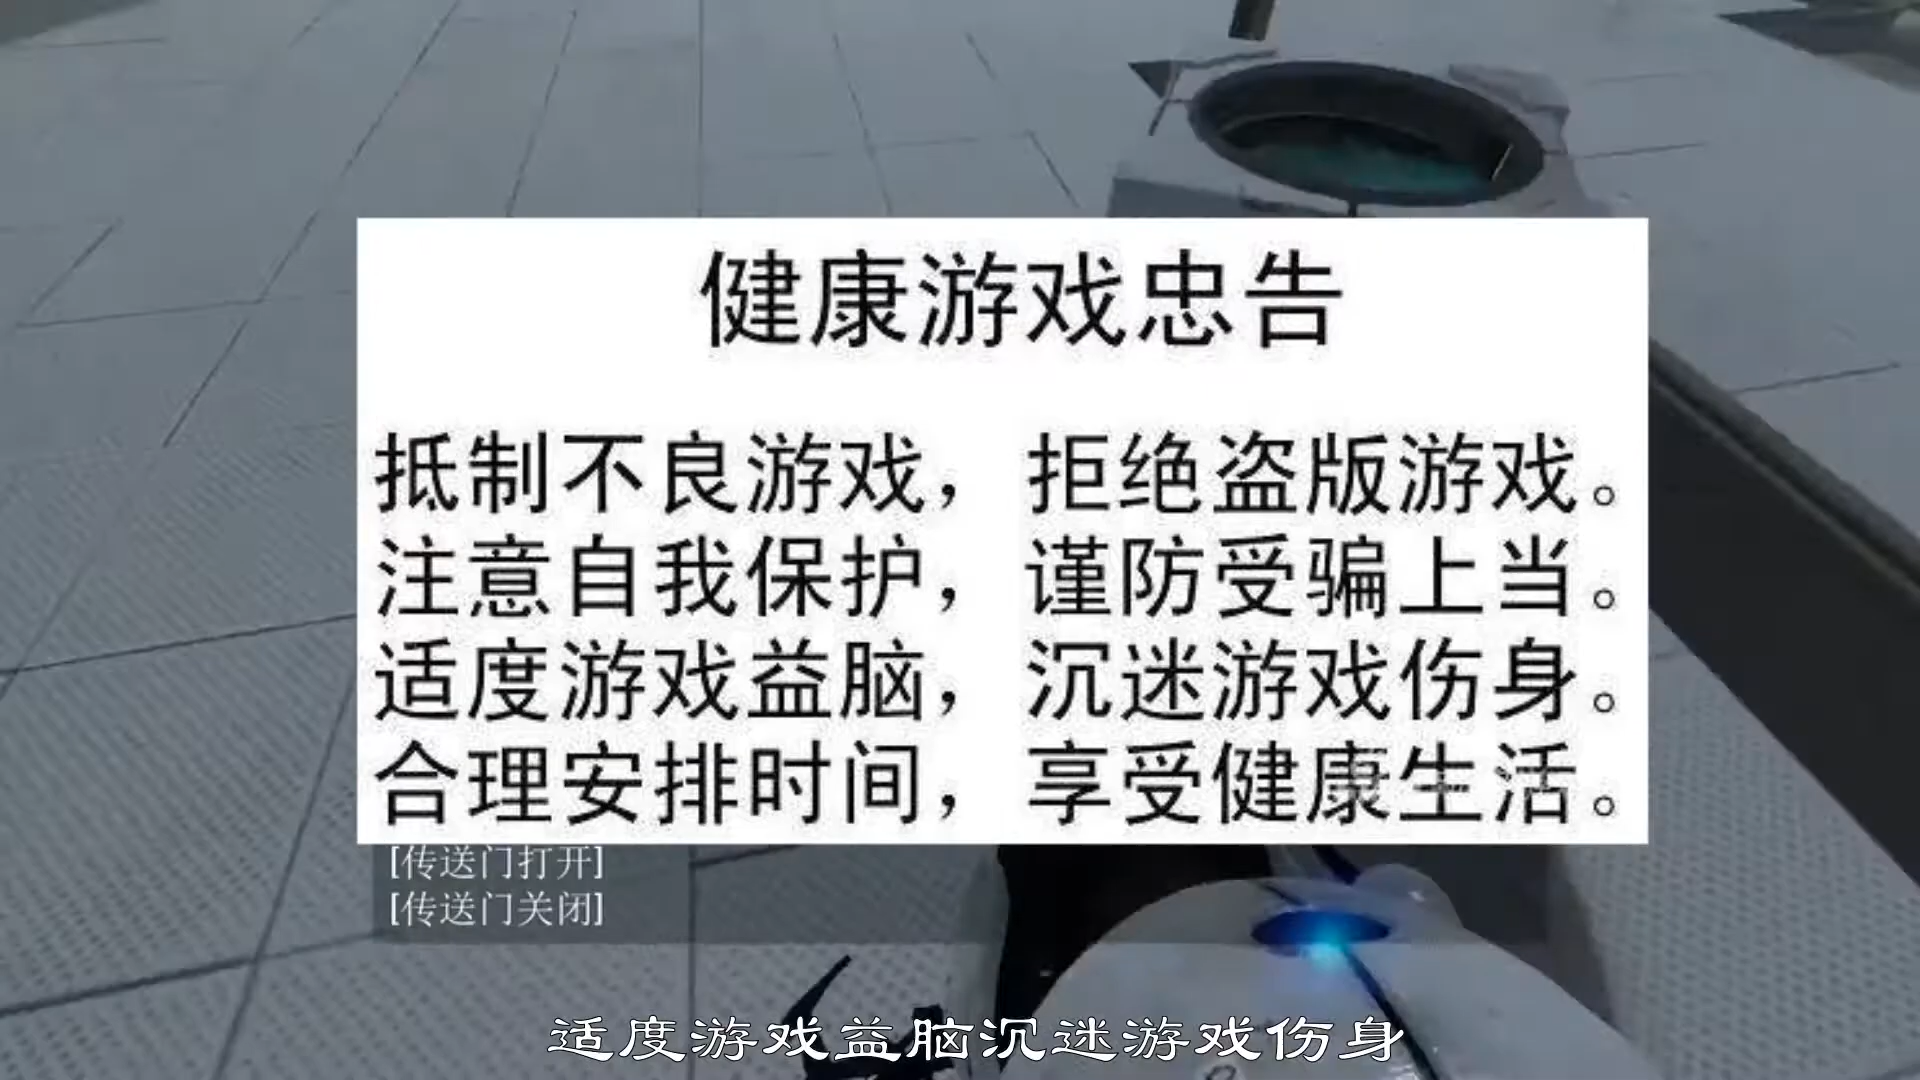 健康游戏忠告
抵制不良游戏，拒绝盗版游戏。
注意自我保护，谨防受骗上当。
适度游戏益脑，沉迷游戏伤身。
合理安排时间，享受健康生活。
[传送门打开]
[传送门关闭]
适度游戏益脑沉迷游戏伤身